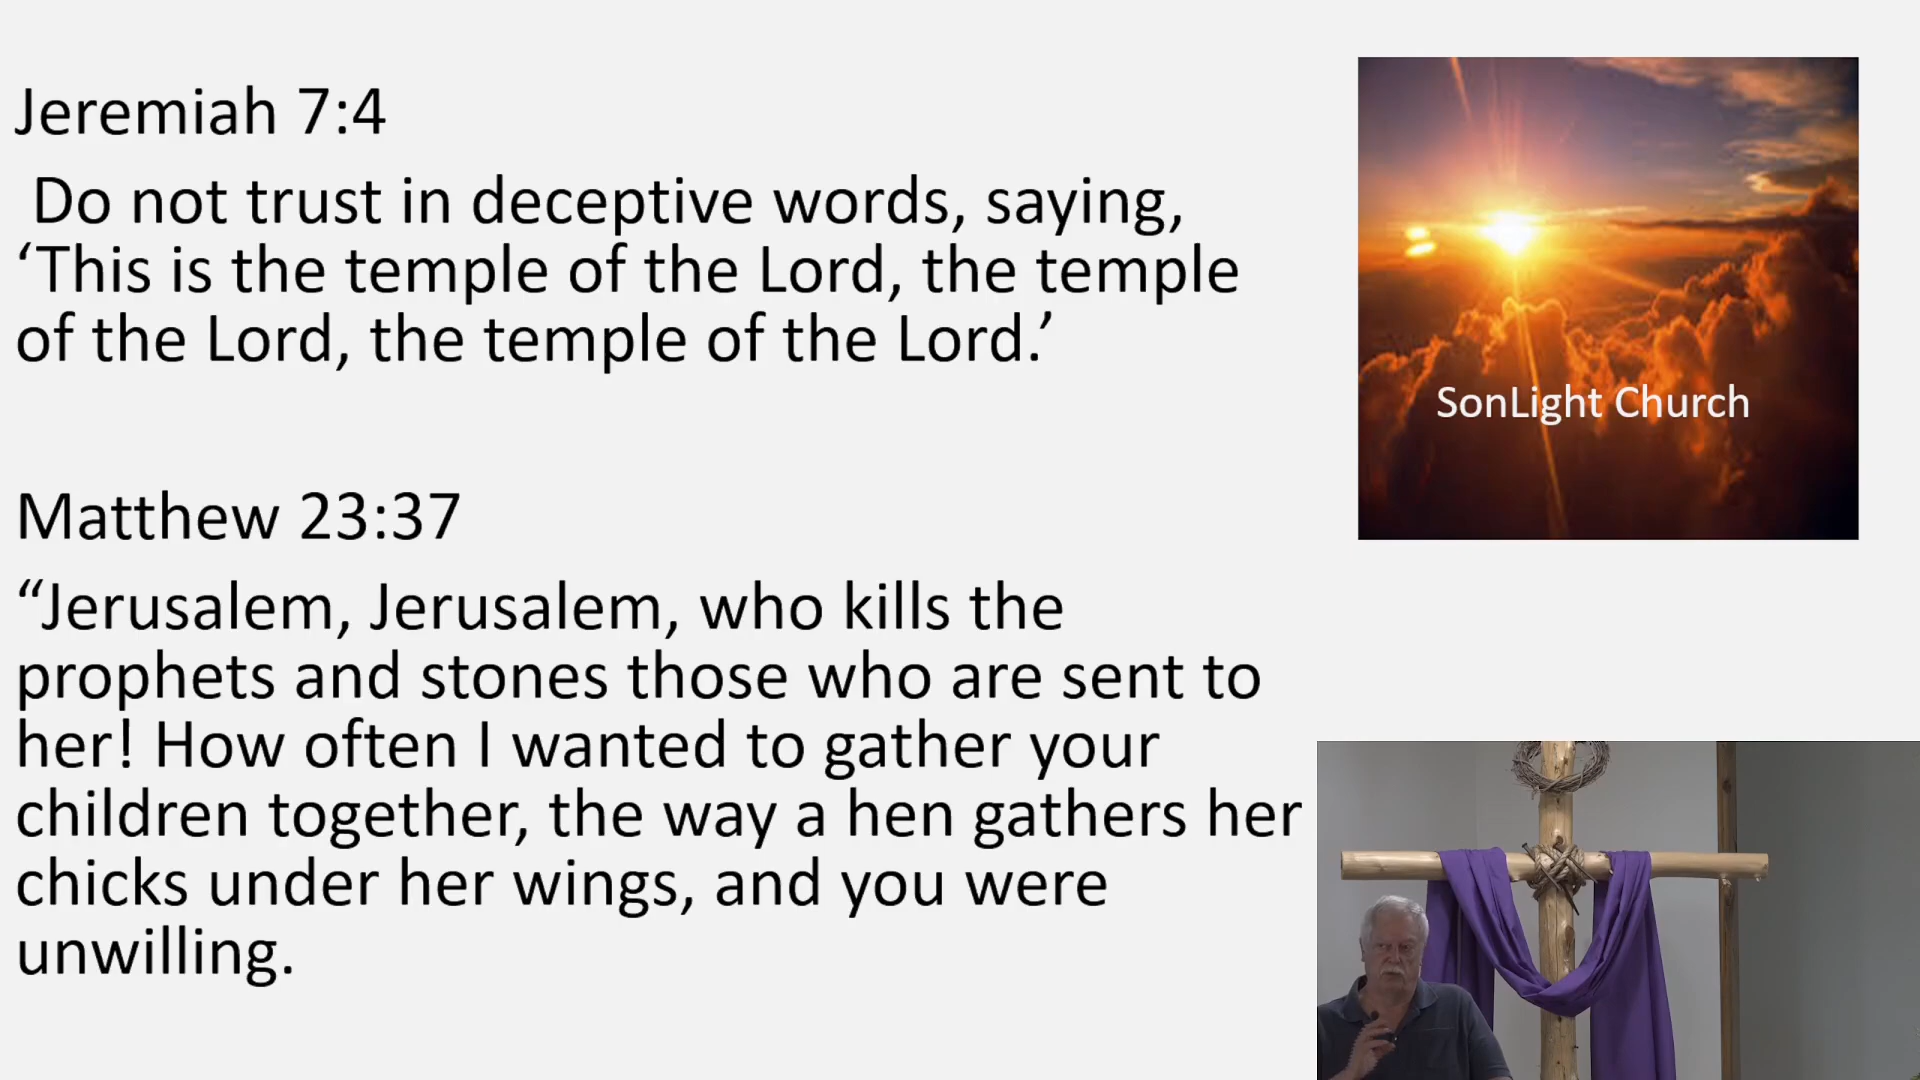 Jeremiah 7:4
Do not trust in deceptive words, saying,
‘This is the temple of the Lord, the temple
of the Lord, the temple of the Lord.’
SonLight Church
Matthew 23:37
“Jerusalem, Jerusalem, who kills the
prophets and stones those who are sent to
her! How often I wanted to gather your
children together, the way a hen gathers her
chicks under her wings, and you were
unwilling.